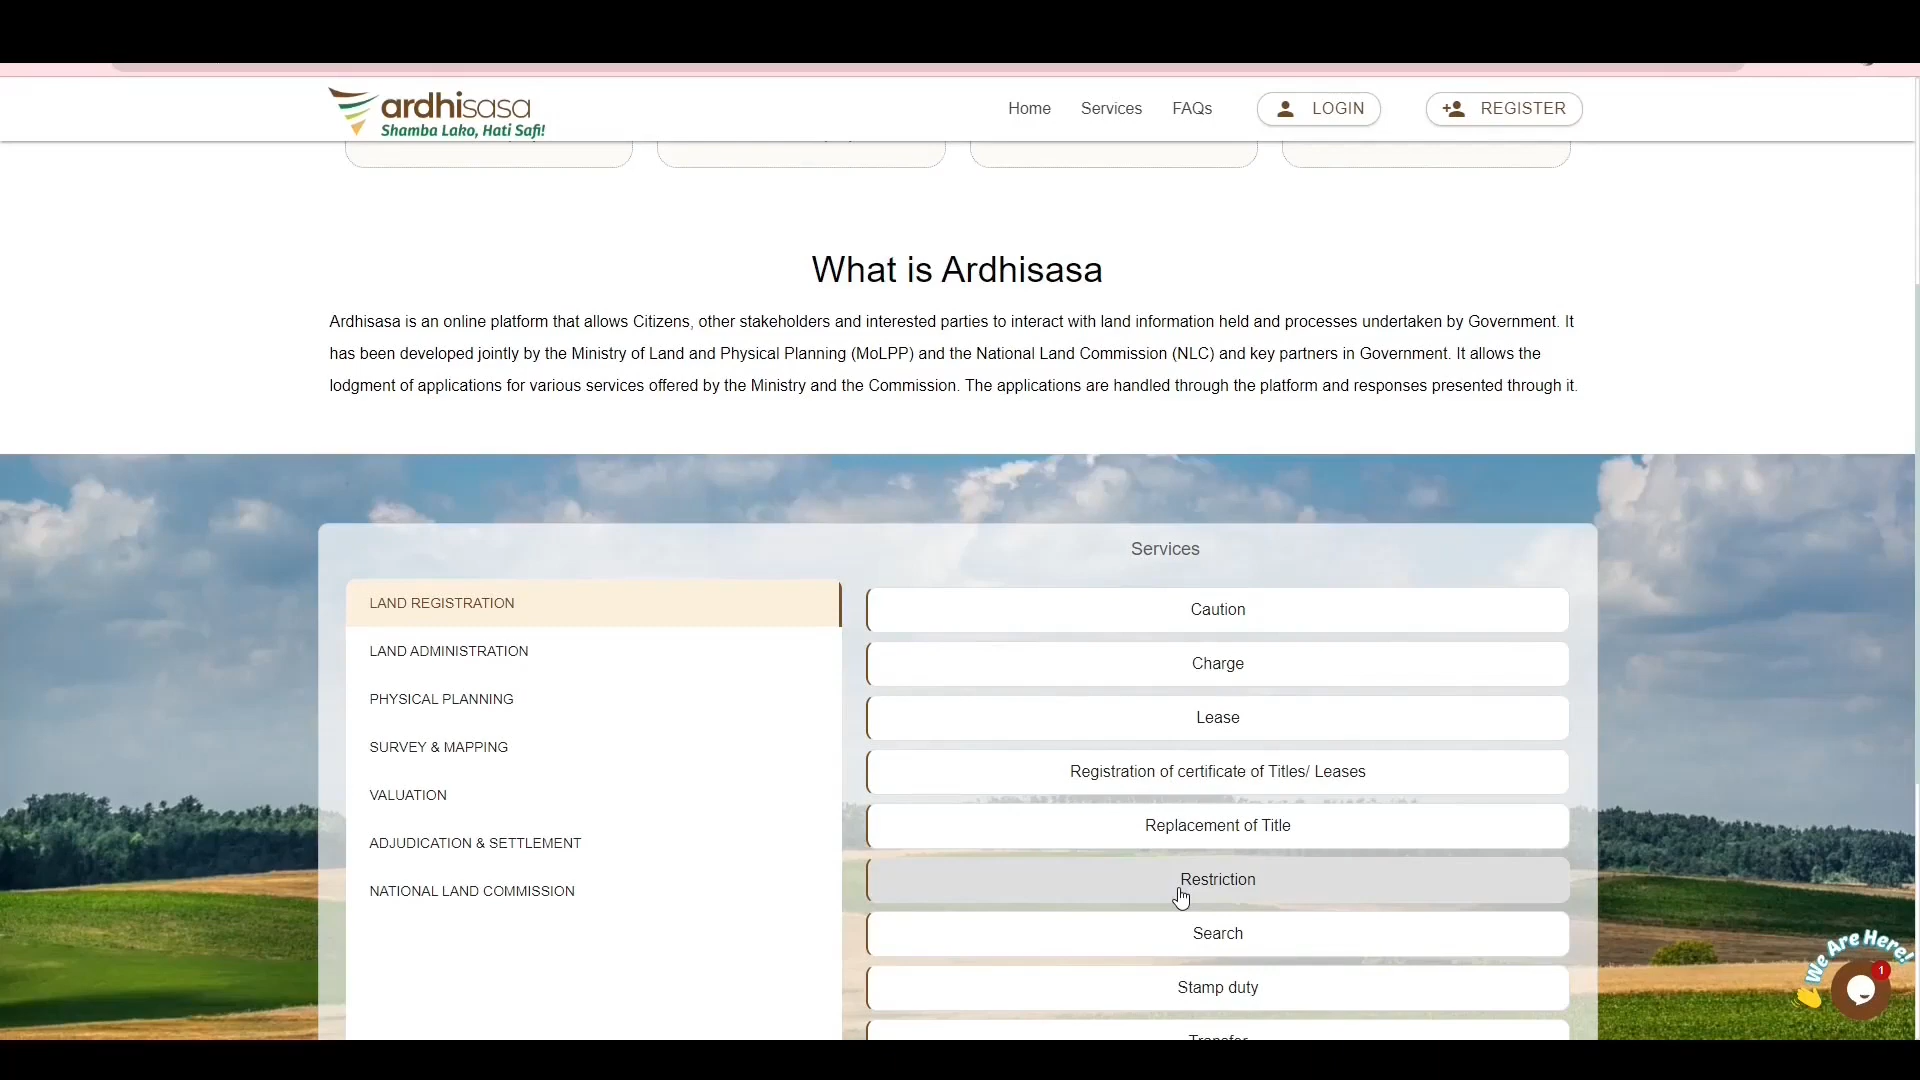 ardhisasa
Shamba Lako, Hati Safi!
Home
Services
FAQs
LOGIN
REGISTER
What is Ardhisasa
Ardhisasa is an online platform that allows Citizens, other stakeholders and interested parties to interact with land information held and processes undertaken by Government. It
has been developed jointly by the Ministry of Land and Physical Planning (MoLPP) and the National Land Commission (NLC) and key partners in Government. It allows the
lodgment of applications for various services offered by the Ministry and the Commission. The applications are handled through the platform and responses presented through it.
Services
LAND REGISTRATION
LAND ADMINISTRATION
PHYSICAL PLANNING
SURVEY & MAPPING
VALUATION
ADJUDICATION & SETTLEMENT
NATIONAL LAND COMMISSION
Caution
Charge
Lease
Registration of certificate of Titles/ Leases
Replacement of Title
Restriction
Search
Stamp duty
Transfer
We Are Here!
1